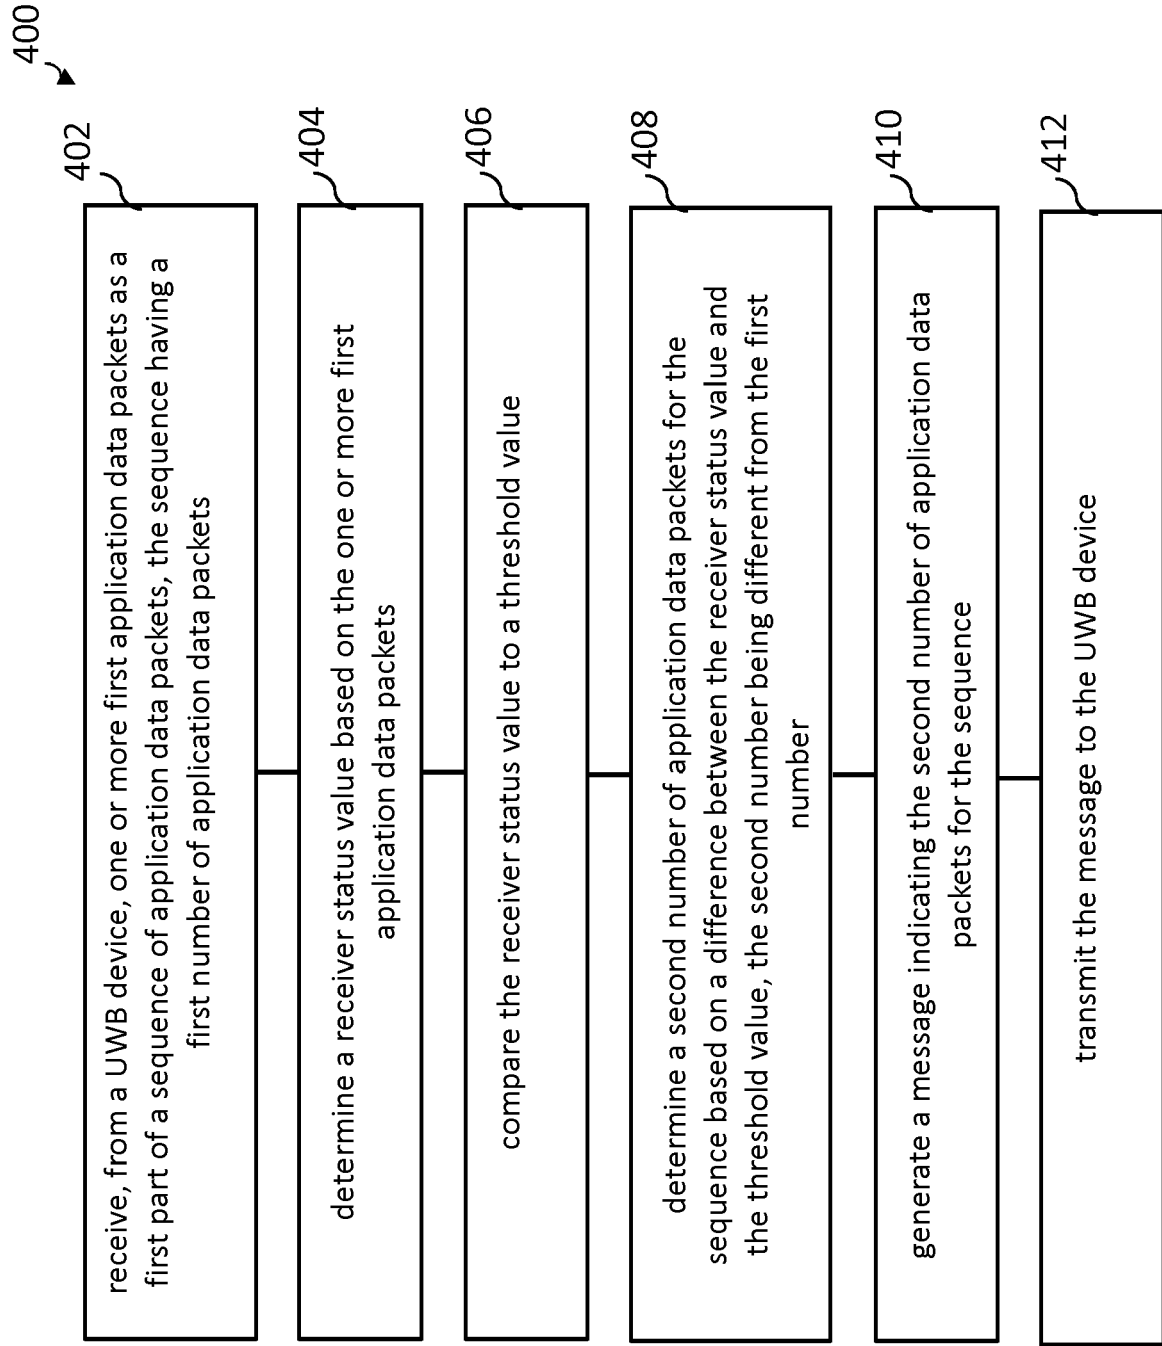 400
402
receive, from a UWB device, one or more first application data packets as a
first part of a sequence of application data packets, the sequence having a
first number of application data packets
404
determine a receiver status value based on the one or more first
application data packets
406
compare the receiver status value to a threshold value
408
determine a second number of application data packets for the
sequence based on a difference between the receiver status value and
the threshold value, the second number being different from the first
number
410
generate a message indicating the second number of application data
packets for the sequence
412
transmit the message to the UWB device